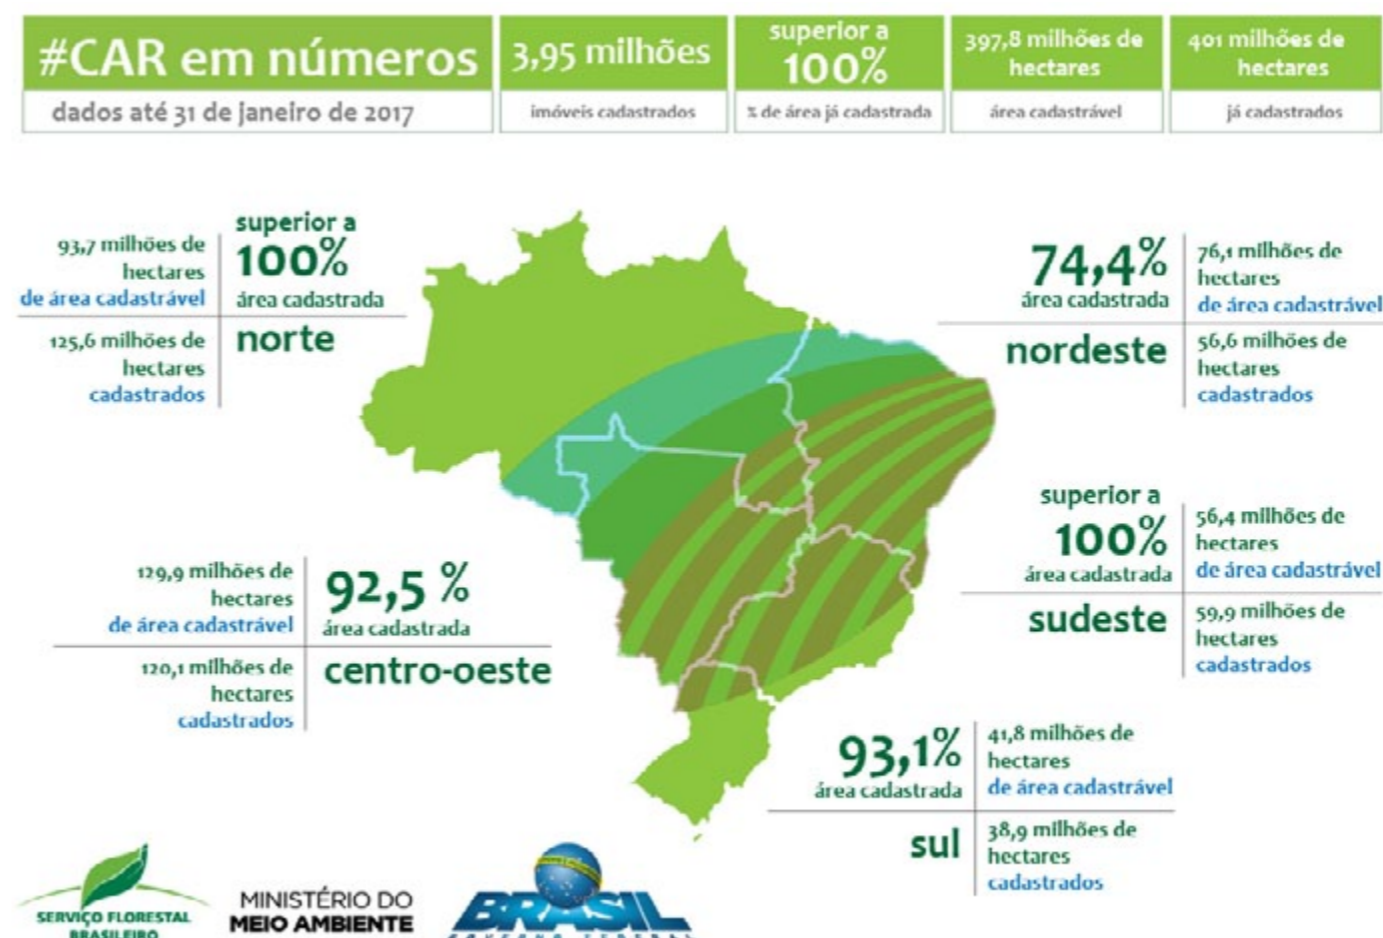 #CAR em números
dados até 31 de janeiro de 2017
3,95 milhões
imóveis cadastrados
superior a
100%
% de área já cadastrada
397,8 milhões de
hectares
área cadastrável
401 milhões de
hectares
já cadastrados
93,7 milhões de
hectares
de área cadastrável
125,6 milhões de
hectares
cadastrados
superior a
100%
área cadastrada
norte
74,4%
área cadastrada
nordeste
76,1 milhões de
hectares
de área cadastrável
56,6 milhões de
hectares
cadastrados
superior a
100%
área cadastrada
sudeste
56,4 milhões de
hectares
de área cadastrável
59,9 milhões de
hectares
cadastrados
129,9 milhões de
hectares
de área cadastrável
120,1 milhões de
hectares
cadastrados
92,5 %
área cadastrada
centro-oeste
93,1%
área cadastrada
sul
41,8 milhões de
hectares
de área cadastrável
38,9 milhões de
hectares
cadastrados
SERVIÇO FLORESTAL
BRASILEIRO
MINISTÉRIO DO
MEIO AMBIENTE
BRASIL
GOVERNO FEDERAL